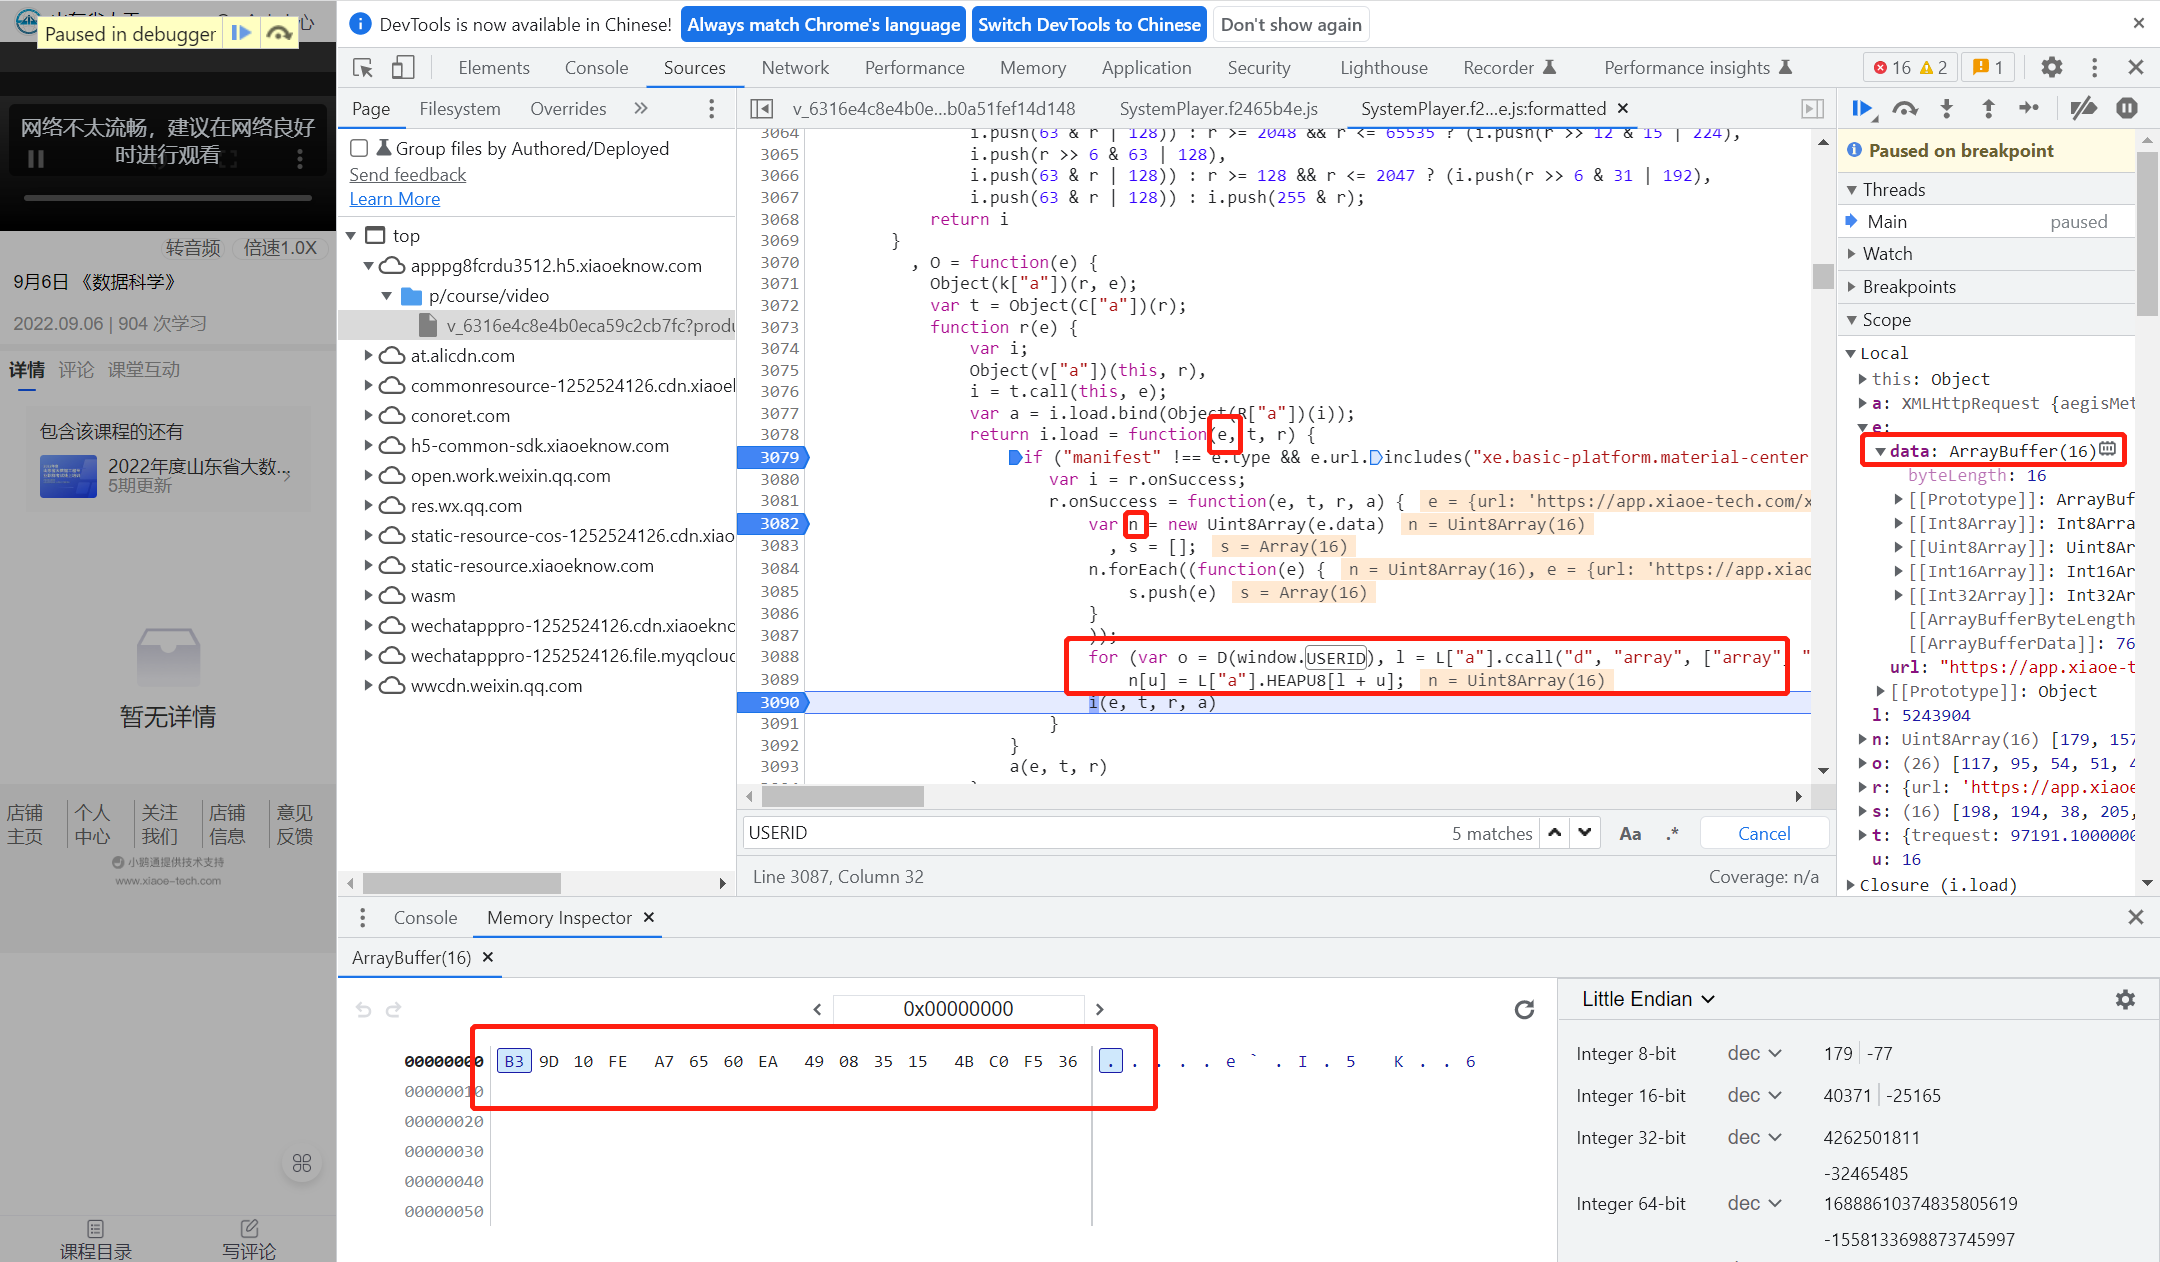 Paused in debugger
网络不太流畅，建议在网络良好
时进行观看
转音频 倍速1.0X
9月6日 《数据科学》
2022.09.06 | 904 次学习
详情 评论 课堂互动
包含该课程的还有
2022年度山东省大数...
5期更新
暂无详情
店铺主页 个人中心 关注我们 店铺信息 意见反馈
小鹅通提供技术支持
www.xiaoe-tech.com
课程目录 写评论
DevTools is now available in Chinese! Always match Chrome's language Switch DevTools to Chinese Don't show again
Elements Console Sources Network Performance Memory Application Security Lighthouse Recorder Performance insights 16 2 1
Page Filesystem Overrides
Group files by Authored/Deployed
Send feedback
Learn More
top
apppg8fcrdu3512.h5.xiaoeknow.com
p/course/video
v_6316e4c8e4b0eca59c2cb7fc?produ
at.alicdn.com
commonresource-1252524126.cdn.xiaoek
conoret.com
h5-common-sdk.xiaoeknow.com
open.work.weixin.qq.com
res.wx.qq.com
static-resource-cos-1252524126.cdn.xiao
static-resource.xiaoeknow.com
wasm
wechatapppro-1252524126.cdn.xiaoeknc
wechatapppro-1252524126.file.myqcloud
wwcdn.weixin.qq.com
v_6316e4c8e4b0e...b0a51fef14d148 SystemPlayer.f2465b4e.js SystemPlayer.f2...e.js:formatted
3064 i.push(63 & r | 128)) : r >= 2048 && r <= 65535 ? (i.push(r >> 12 & 15 | 224),
3065 i.push(r >> 6 & 63 | 128),
3066 i.push(63 & r | 128)) : r >= 128 && r <= 2047 ? (i.push(r >> 6 & 31 | 192),
3067 i.push(63 & r | 128)) : i.push(255 & r);
3068 return i
3069 }
3070 , O = function(e) {
3071 Object(k["a"])(r, e);
3072 var t = Object(C["a"])(r);
3073 function r(e) {
3074 var i;
3075 Object(v["a"])(this, r),
3076 i = t.call(this, e);
3077 var a = i.load.bind(Object(R["a"])(i));
3078 return i.load = function(e, t, r) {
3079 if ("manifest" !== e.type && e.url.includes("xe.basic-platform.material-center
3080 var i = r.onSuccess;
3081 r.onSuccess = function(e, t, r, a) { e = {url: 'https://app.xiaoe-tech.com/x
3082 var n = new Uint8Array(e.data) n = Uint8Array(16)
3083 , s = []; s = Array(16)
3084 n.forEach((function(e) { n = Uint8Array(16), e = {url: 'https://app.xiao
3085 s.push(e) s = Array(16)
3086 }
3087 ));
3088 for (var o = D(window.USERID), l = L["a"].ccall("d", "array", ["array", "
3089 n[u] = L["a"].HEAPU8[l + u]; n = Uint8Array(16)
3090 i(e, t, r, a)
3091 }
3092 }
3093 a(e, t, r)
USERID 5 matches Aa .* Cancel
Line 3087, Column 32 Coverage: n/a
Paused on breakpoint
Threads
Main paused
Watch
Breakpoints
Scope
Local
this: Object
a: XMLHttpRequest {aegisMet
e:
data: ArrayBuffer(16)
byteLength: 16
[[Prototype]]: ArrayBuf
[[Int8Array]]: Int8Arra
[[Uint8Array]]: Uint8Ar
[[Int16Array]]: Int16Ar
[[Int32Array]]: Int32Ar
[[ArrayBufferByteLength
[[ArrayBufferData]]: 76
url: "https://app.xiaoe-t
[[Prototype]]: Object
l: 5243904
n: Uint8Array(16) [179, 157
o: (26) [117, 95, 54, 51, 4
r: {url: 'https://app.xiaoe
s: (16) [198, 194, 38, 205,
t: {trequest: 97191.1000000
u: 16
Closure (i.load)
Console Memory Inspector
ArrayBuffer(16)
0x00000000
00000000 B3 9D 10 FE A7 65 60 EA 49 08 35 15 4B C0 F5 36 . . . . . e ` . I . 5 . K . . 6
00000010
00000020
00000030
00000040
00000050
Little Endian
Integer 8-bit dec 179 -77
Integer 16-bit dec 40371 -25165
Integer 32-bit dec 4262501811
-32465485
Integer 64-bit dec 16888610374835805619
-1558133698873745997